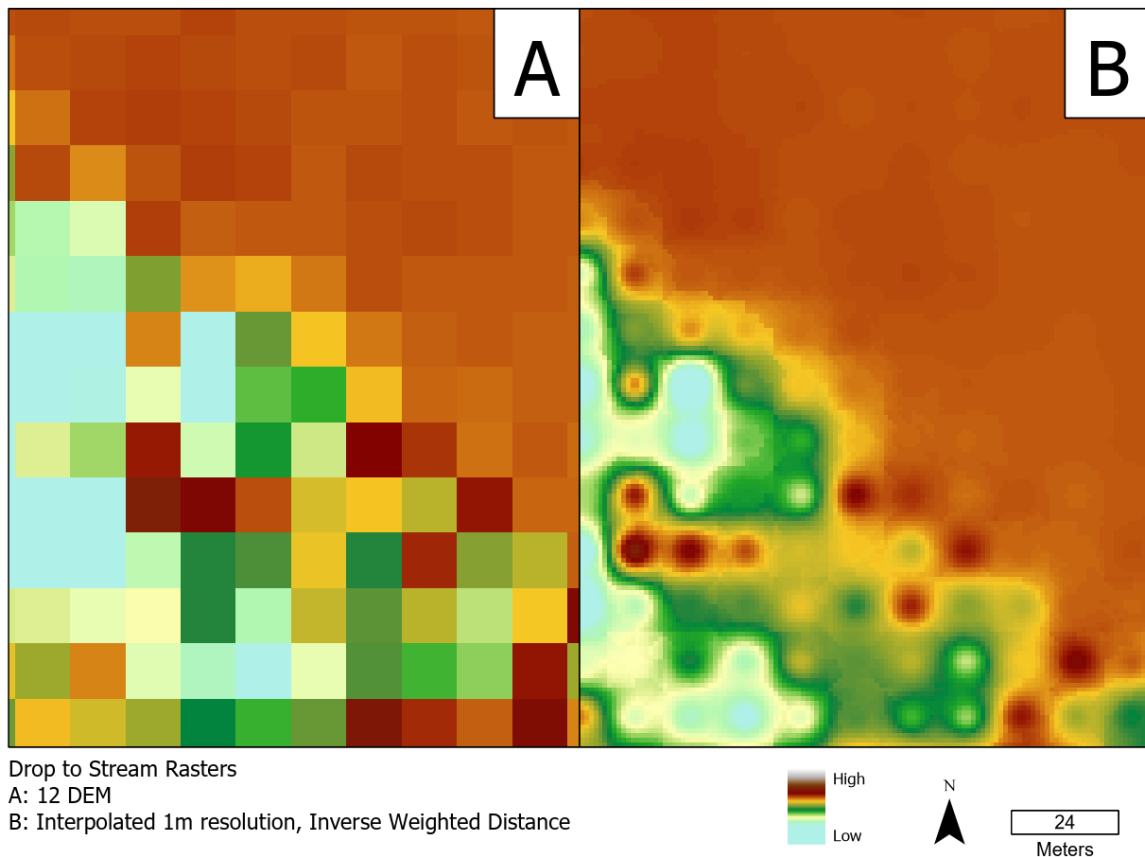 A
B
Drop to Stream Rasters
A: 12 DEM
B: Interpolated 1m resolution, Inverse Weighted Distance
High
Low
N
24
Meters